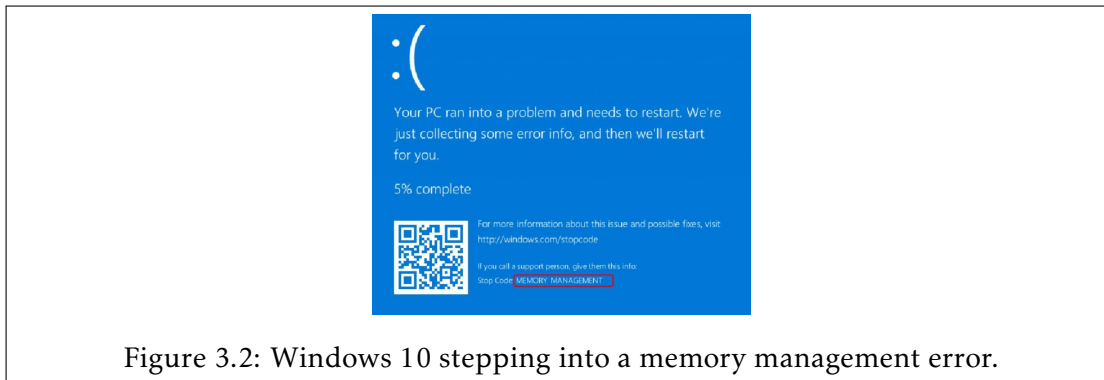 :(
Your PC ran into a problem and needs to restart. We're
just collecting some error info, and then we'll restart
for you.
5% complete
For more information about this issue and possible fixes, visit
http://windows.com/stopcode
If you call a support person, give them this info:
Stop Code: MEMORY MANAGEMENT
Figure 3.2: Windows 10 stepping into a memory management error.